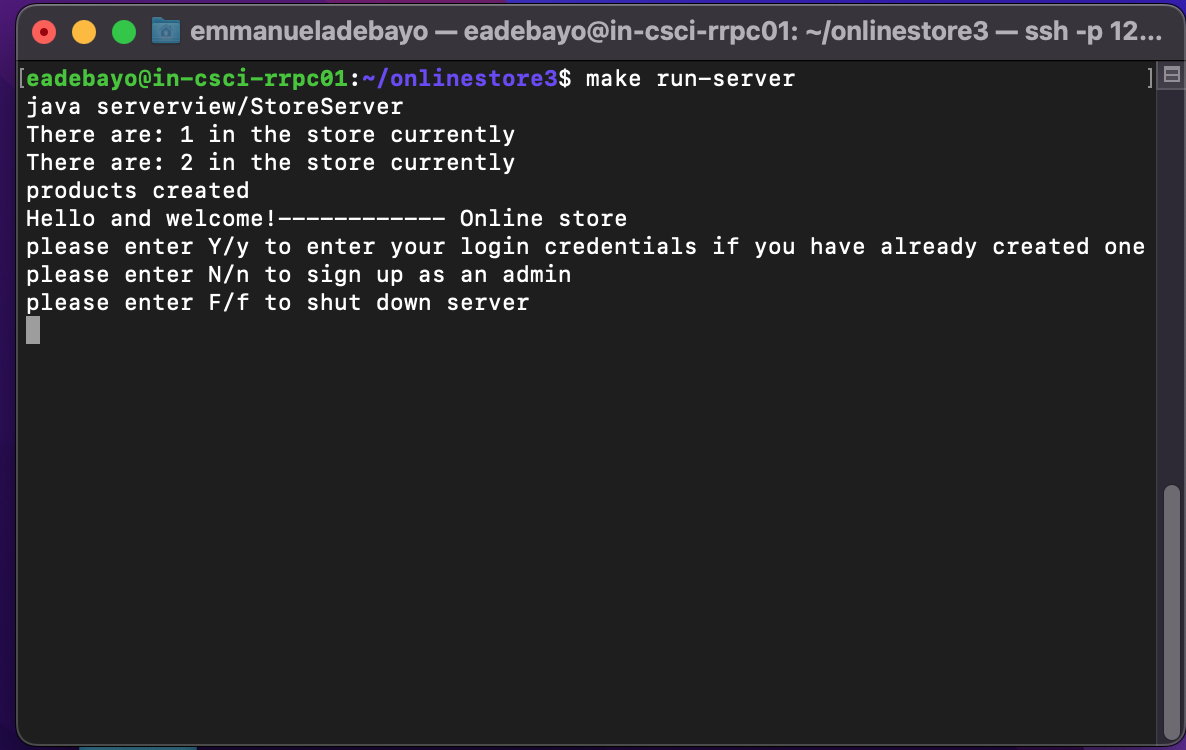 emmanueladebayo — eadebayo@in-csci-rrpc01: ~/onlinestore3 — ssh -p 12...
[eadebayo@in-csci-rrpc01:~/onlinestore3$ make run-server ]
java serverview/StoreServer
There are: 1 in the store currently
There are: 2 in the store currently
products created
Hello and welcome!------------ Online store
please enter Y/y to enter your login credentials if you have already created one
please enter N/n to sign up as an admin
please enter F/f to shut down server